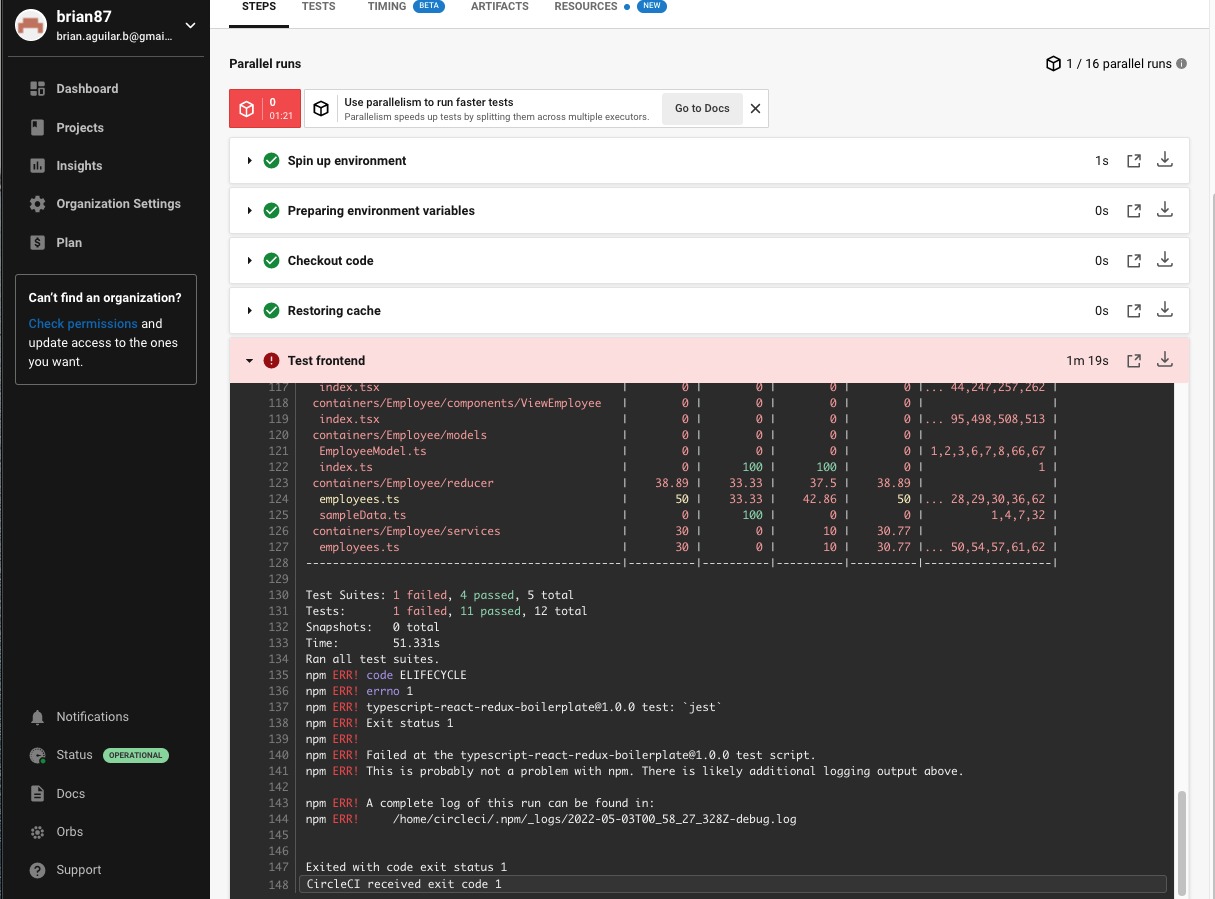 brian87
brian.aguilar.b@gmai...
Dashboard
Projects
Insights
Organization Settings
Plan
Can't find an organization?
Check permissions and
update access to the ones
you want.
Notifications
Status OPERATIONAL
Docs
Orbs
Support
STEPS TESTS TIMING BETA ARTIFACTS RESOURCES NEW
Parallel runs 1 / 16 parallel runs
0
01:21
Use parallelism to run faster tests
Parallelism speeds up tests by splitting them across multiple executors.
Go to Docs
Spin up environment 1s
Preparing environment variables 0s
Checkout code 0s
Restoring cache 0s
Test frontend 1m 19s
117 index.tsx | 0 | 0 | 0 | 0 |... 44,247,257,262 |
118 containers/Employee/components/ViewEmployee | 0 | 0 | 0 | 0 | |
119 index.tsx | 0 | 0 | 0 | 0 |... 95,498,508,513 |
120 containers/Employee/models | 0 | 0 | 0 | 0 | |
121 EmployeeModel.ts | 0 | 0 | 0 | 0 | 1,2,3,6,7,8,66,67 |
122 index.ts | 0 | 100 | 100 | 0 | 1 |
123 containers/Employee/reducer | 38.89 | 33.33 | 37.5 | 38.89 | |
124 employees.ts | 50 | 33.33 | 42.86 | 50 |... 28,29,30,36,62 |
125 sampleData.ts | 0 | 100 | 0 | 0 | 1,4,7,32 |
126 containers/Employee/services | 30 | 0 | 10 | 30.77 | |
127 employees.ts | 30 | 0 | 10 | 30.77 |... 50,54,57,61,62 |
128 -----------------------------------------------|----------|----------|----------|----------|-------------------|
129
130 Test Suites: 1 failed, 4 passed, 5 total
131 Tests: 1 failed, 11 passed, 12 total
132 Snapshots: 0 total
133 Time: 51.331s
134 Ran all test suites.
135 npm ERR! code ELIFECYCLE
136 npm ERR! errno 1
137 npm ERR! typescript-react-redux-boilerplate@1.0.0 test: `jest`
138 npm ERR! Exit status 1
139 npm ERR!
140 npm ERR! Failed at the typescript-react-redux-boilerplate@1.0.0 test script.
141 npm ERR! This is probably not a problem with npm. There is likely additional logging output above.
142
143 npm ERR! A complete log of this run can be found in:
144 npm ERR! /home/circleci/.npm/_logs/2022-05-03T00_58_27_328Z-debug.log
145
146
147 Exited with code exit status 1
148 CircleCI received exit code 1